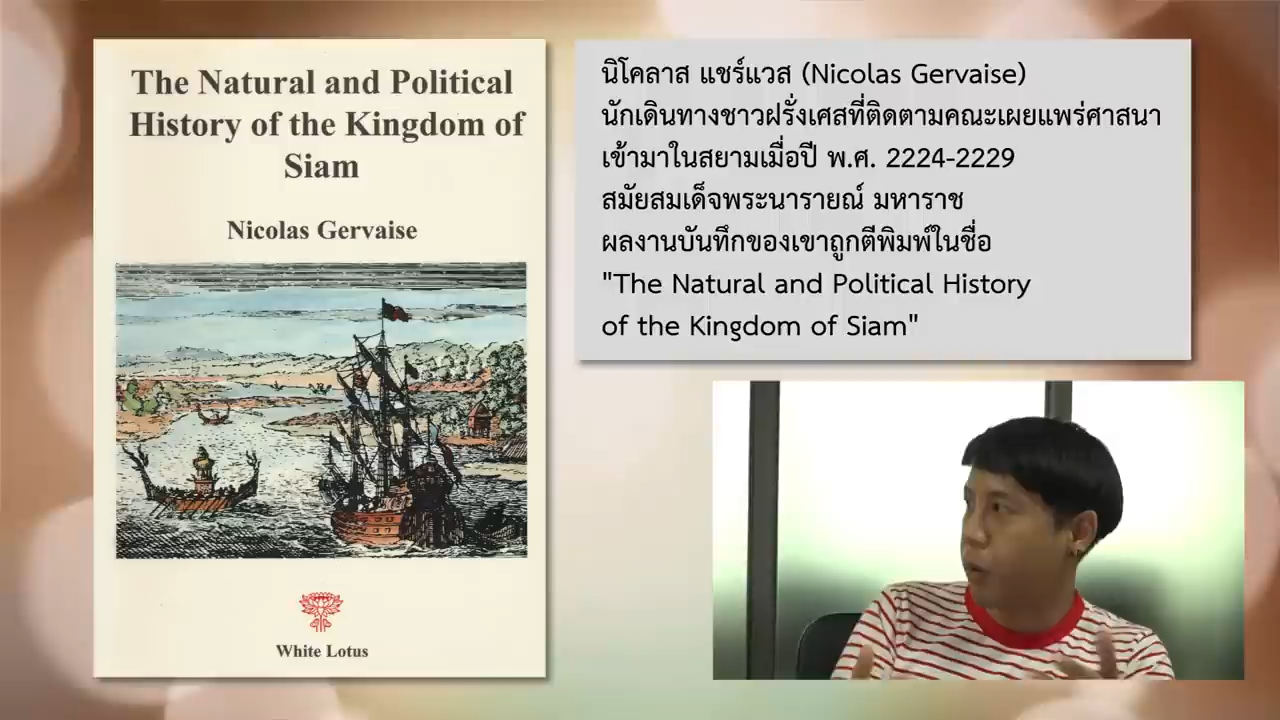 The Natural and Political
History of the Kingdom of
Siam
Nicolas Gervaise
White Lotus
นิโคลาส แชร์แวส (Nicolas Gervaise)
นักเดินทางชาวฝรั่งเศสที่ติดตามคณะเผยแพร่ศาสนา
เข้ามาในสยามเมื่อปี พ.ศ. 2224-2229
สมัยสมเด็จพระนารายณ์ มหาราช
ผลงานบันทึกของเขาถูกตีพิมพ์ในชื่อ
"The Natural and Political History
of the Kingdom of Siam"